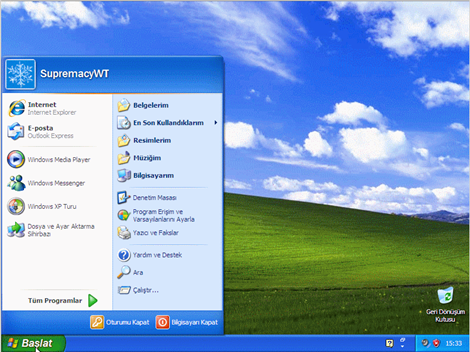 SupremacyWT
Internet
Internet Explorer
E-posta
Outlook Express
Windows Media Player
Windows Messenger
Windows XP Turu
Dosya ve Ayar Aktarma
Sihirbazı
Tüm Programlar
Belgelerim
En Son Kullandıklarım
Resimlerim
Müziğim
Bilgisayarım
Denetim Masası
Program Erişim ve
Varsayılanlarını Ayarla
Yazıcı ve Fakslar
Yardım ve Destek
Ara
Çalıştır...
Oturumu Kapat
Bilgisayarı Kapat
Geri Dönüşüm
Kutusu
Başlat
15:33